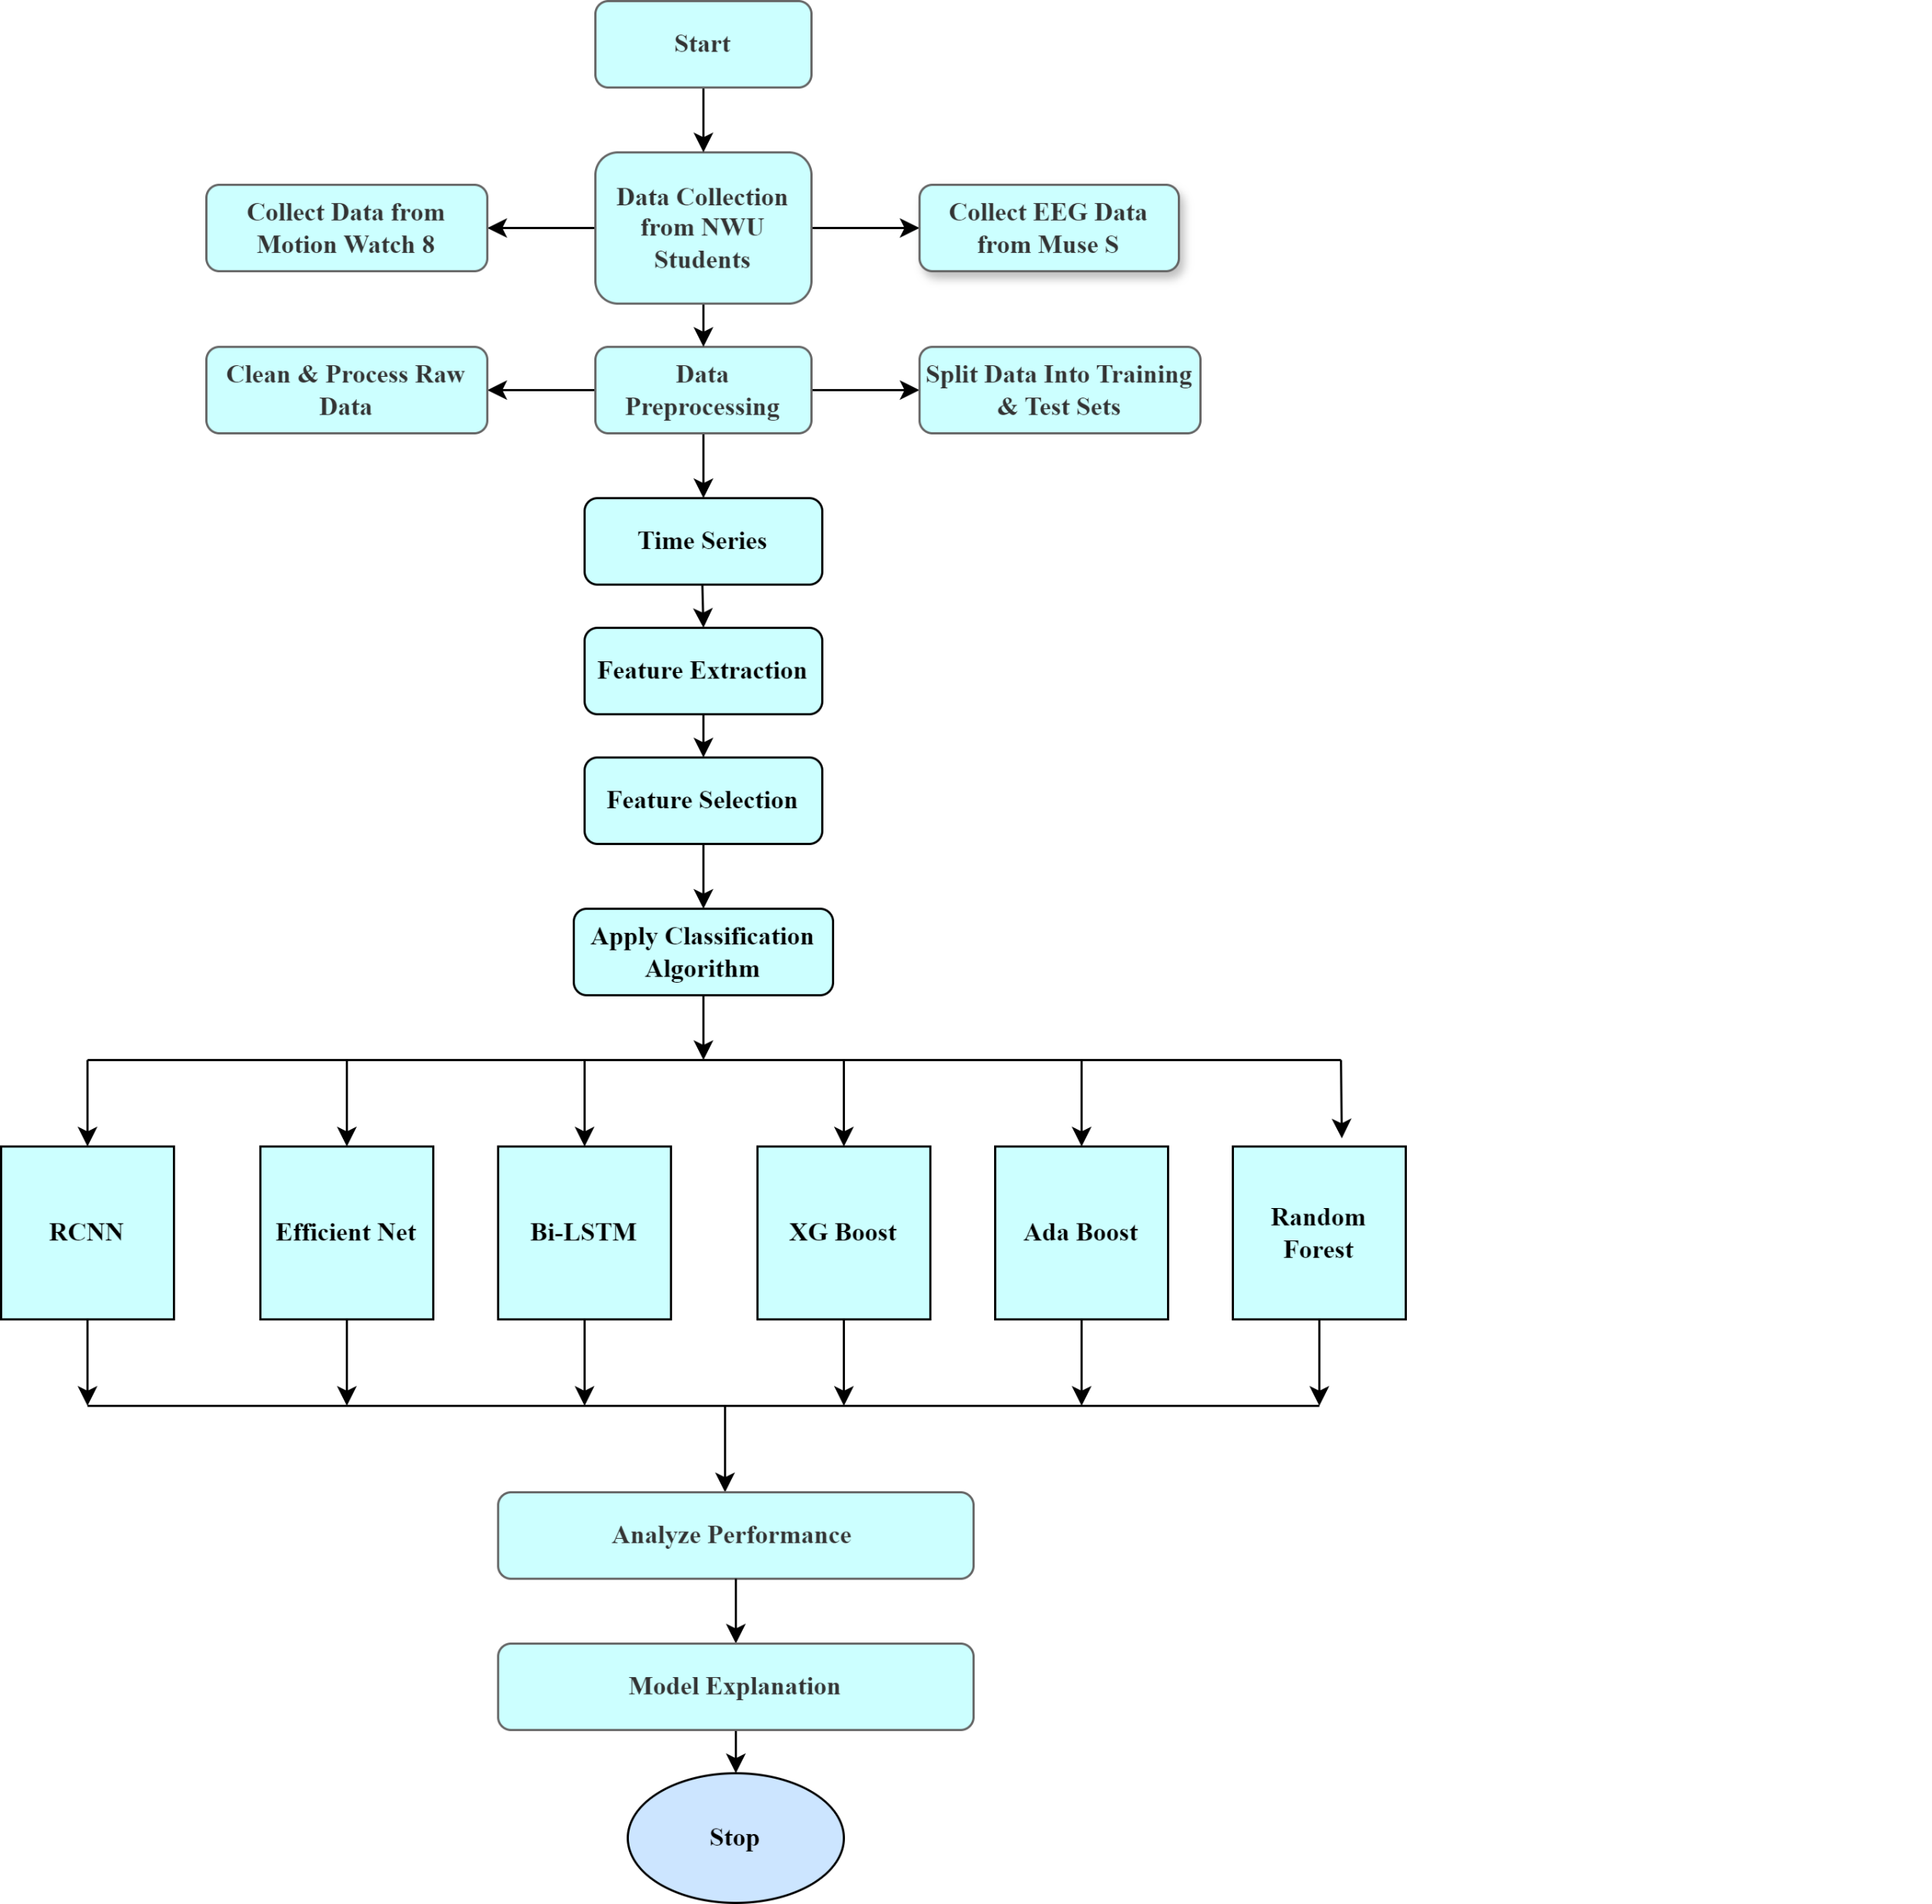 Start
Collect Data from
Motion Watch 8
Data Collection
from NWU
Students
Collect EEG Data
from Muse S
Clean & Process Raw
Data
Data
Preprocessing
Split Data Into Training
& Test Sets
Time Series
Feature Extraction
Feature Selection
Apply Classification
Algorithm
RCNN
Efficient Net
Bi-LSTM
XG Boost
Ada Boost
Random
Forest
Analyze Performance
Model Explanation
Stop